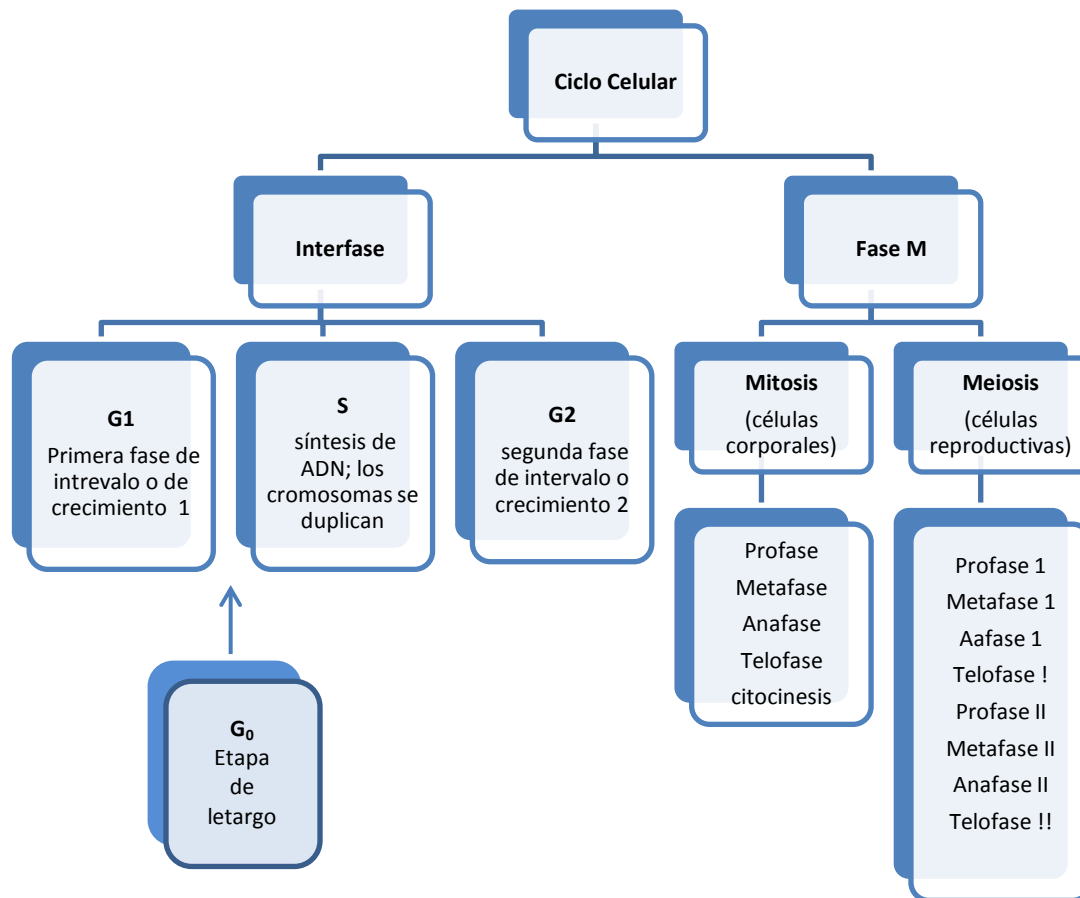 Ciclo Celular
Interfase
Fase M
G1
Primera fase de
intrevalo o de
crecimiento 1
S
síntesis de
ADN; los
cromosomas se
duplican
G2
segunda fase
de intervalo o
crecimiento 2
Mitosis
(células
corporales)
Meiosis
(células
reproductivas)
G₀
Etapa
de
letargo
Profase
Metafase
Anafase
Telofase
citocinesis
Profase 1
Metafase 1
Aafase 1
Telofase !
Profase II
Metafase II
Anafase II
Telofase !!